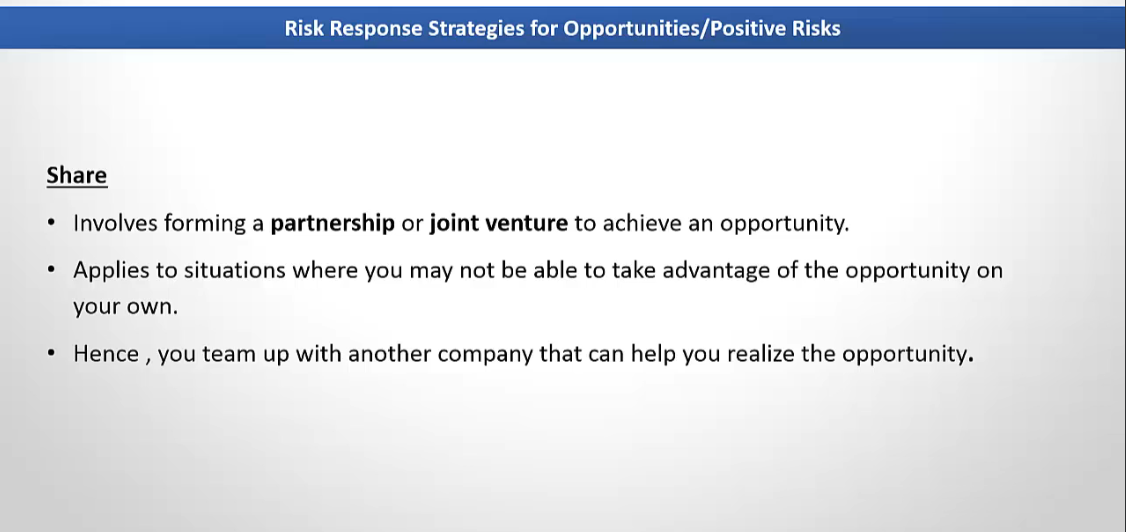 Risk Response Strategies for Opportunities/Positive Risks
Share
• Involves forming a partnership or joint venture to achieve an opportunity.
• Applies to situations where you may not be able to take advantage of the opportunity on
your own.
• Hence , you team up with another company that can help you realize the opportunity.